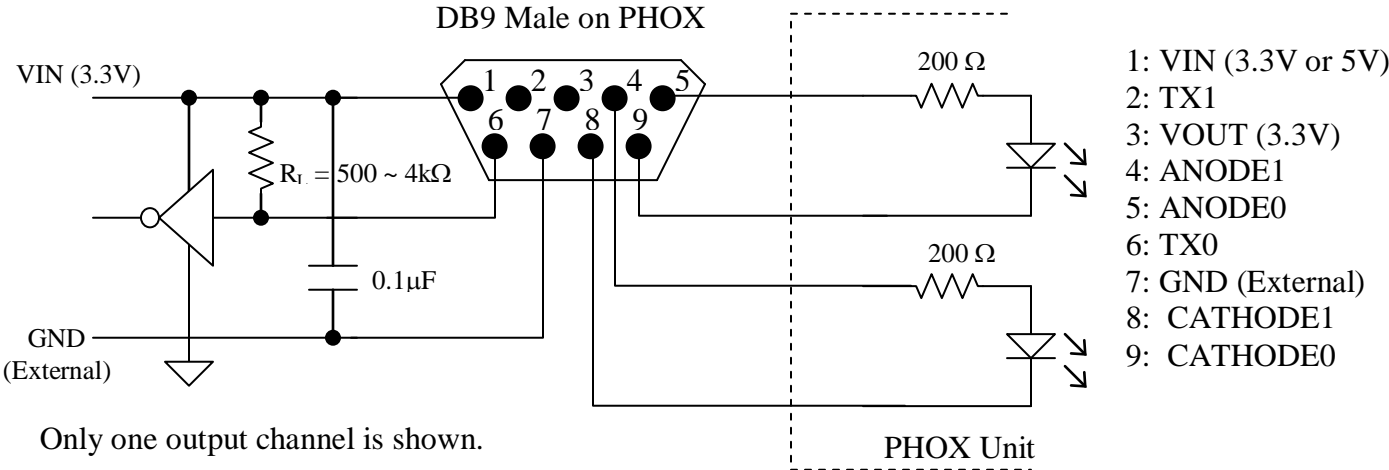 DB9 Male on PHOX
VIN (3.3V)
1 2 3 4 5
6 7 8 9
200 Ω
R_L = 500 ~ 4kΩ
0.1µF
200 Ω
GND
(External)
Only one output channel is shown.
PHOX Unit
1: VIN (3.3V or 5V)
2: TX1
3: VOUT (3.3V)
4: ANODE1
5: ANODE0
6: TX0
7: GND (External)
8: CATHODE1
9: CATHODE0